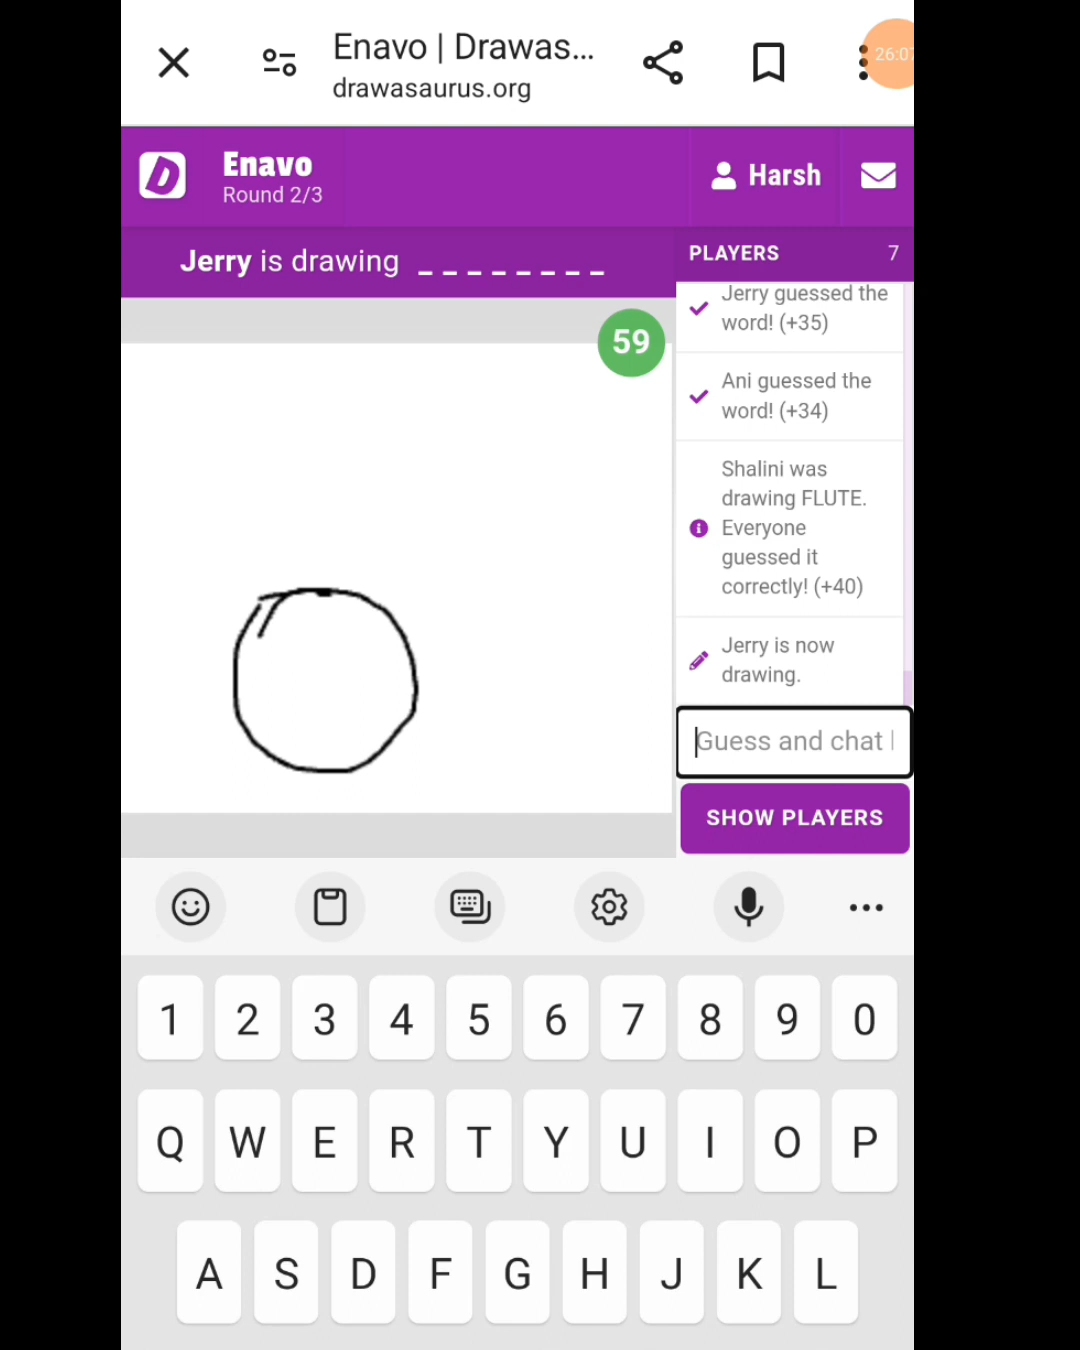 Enavo | Drawas...
drawasaurus.org
26:07
Enavo
Round 2/3
Harsh
Jerry is drawing _ _ _ _ _ _ _ _
PLAYERS 7
59
Jerry guessed the
word! (+35)
Ani guessed the
word! (+34)
Shalini was
drawing FLUTE.
Everyone
guessed it
correctly! (+40)
Jerry is now
drawing.
Guess and chat
SHOW PLAYERS
1 2 3 4 5 6 7 8 9 0
Q W E R T Y U I O P
A S D F G H J K L